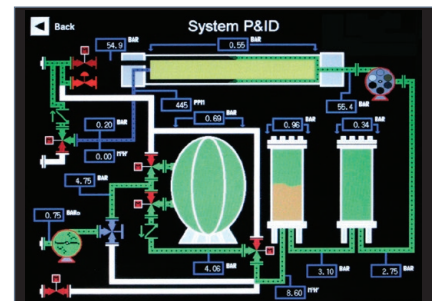 Back
System P&ID
BAR
54.9
BAR
0.55
PPM
445
BAR
0.69
BAR
55.4
BAR
0.20
M³/H
0.00
BAR
4.75
BAR
0.96
BAR
0.34
0.75
BAR
4.06
BAR
3.10
BAR
2.75
BAR
8.60